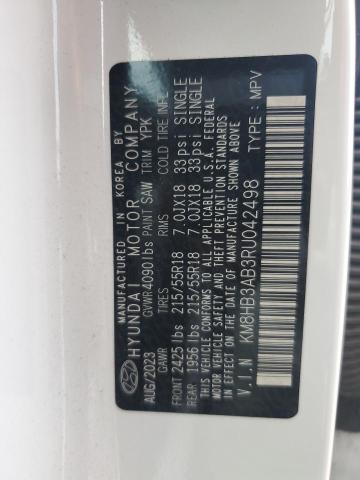 MANUFACTURED IN KOREA BY
HYUNDAI MOTOR COMPANY
AUG/2023 GVWR 4090lbs PAINT SAW TRIM YPK
GAWR TIRES RIMS COLD TIRE INFL
FRONT 2425 lbs 215/55R18 7.0JX18 33psi SINGLE
REAR 1956 lbs 215/55R18 7.0JX18 33psi SINGLE
THIS VEHICLE CONFORMS TO ALL APPLICABLE U.S.A. FEDERAL
MOTOR VEHICLE SAFETY AND THEFT PREVENTION STANDARDS
IN EFFECT ON THE DATE OF MANUFACTURE SHOWN ABOVE.
V.I.N KM8HB3AB3RU042498 TYPE: MPV